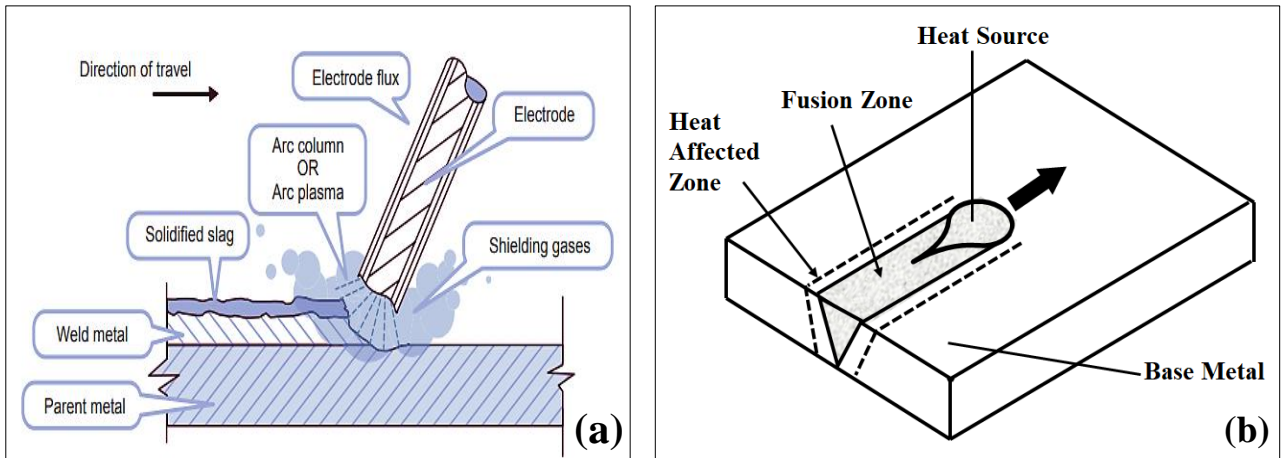 Direction of travel
Electrode flux
Electrode
Arc column
OR
Arc plasma
Solidified slag
Shielding gases
Weld metal
Parent metal
(a)
Heat Source
Fusion Zone
Heat
Affected
Zone
Base Metal
(b)